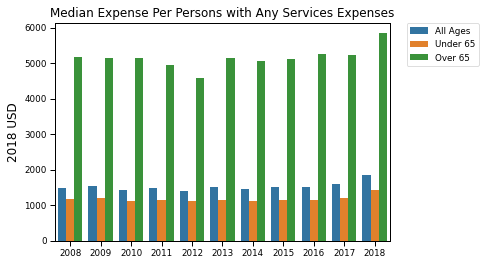 Median Expense Per Persons with Any Services Expenses
All Ages
Under 65
Over 65
2018 USD
6000
5000
4000
3000
2000
1000
0
2008 2009 2010 2011 2012 2013 2014 2015 2016 2017 2018